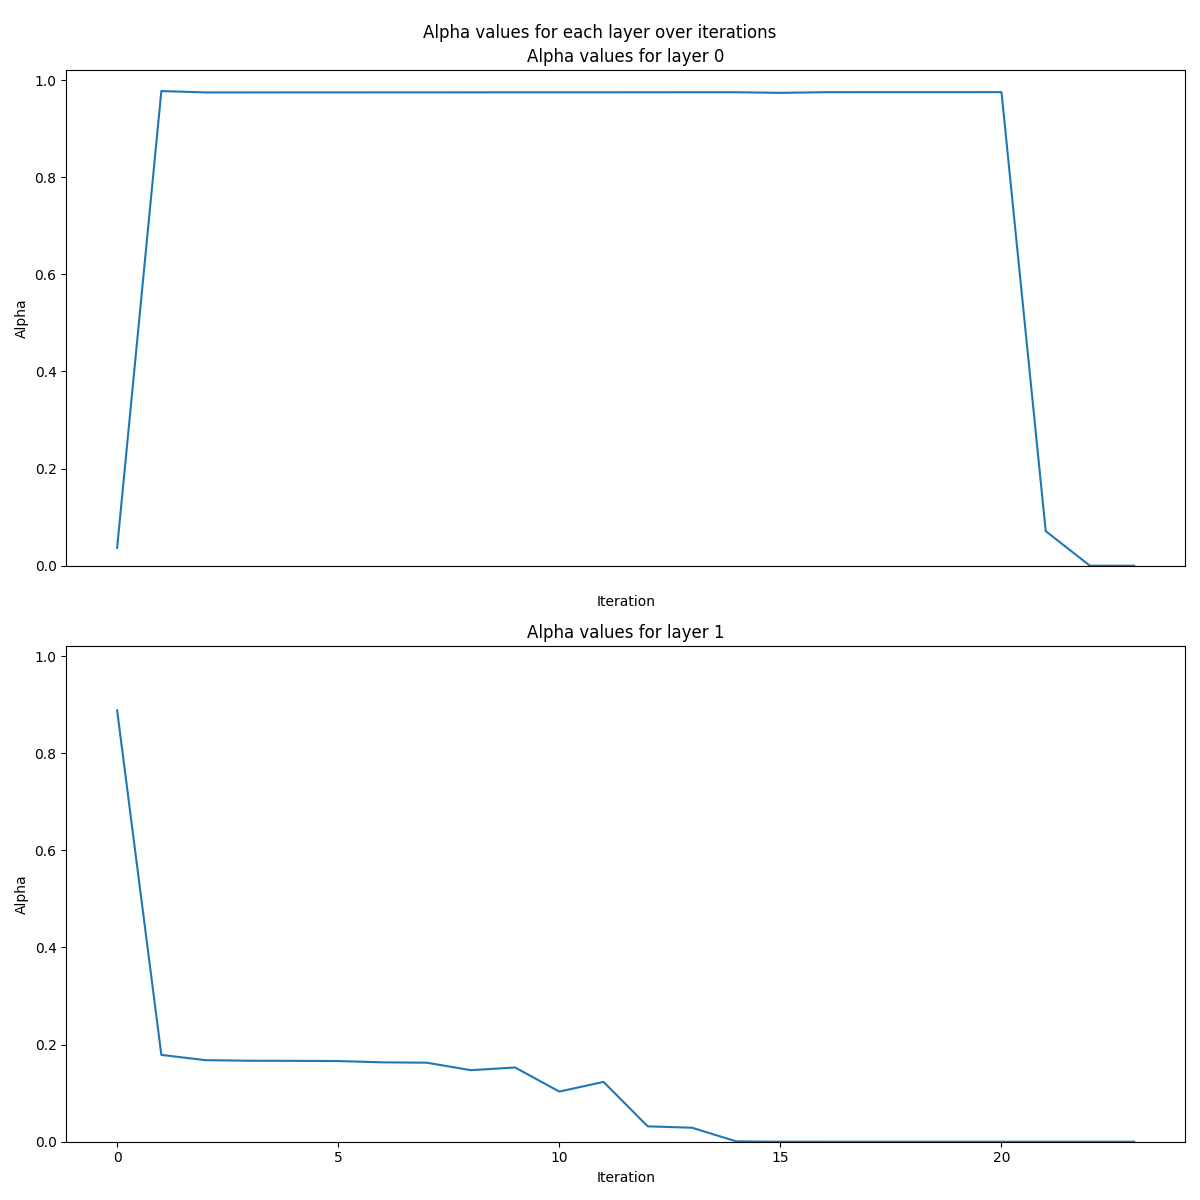 Alpha values for each layer over iterations
Alpha values for layer 0
1.0
0.8
0.6
0.4
0.2
0.0
Alpha
Iteration
Alpha values for layer 1
1.0
0.8
0.6
0.4
0.2
0.0
Alpha
0 5 10 15 20
Iteration